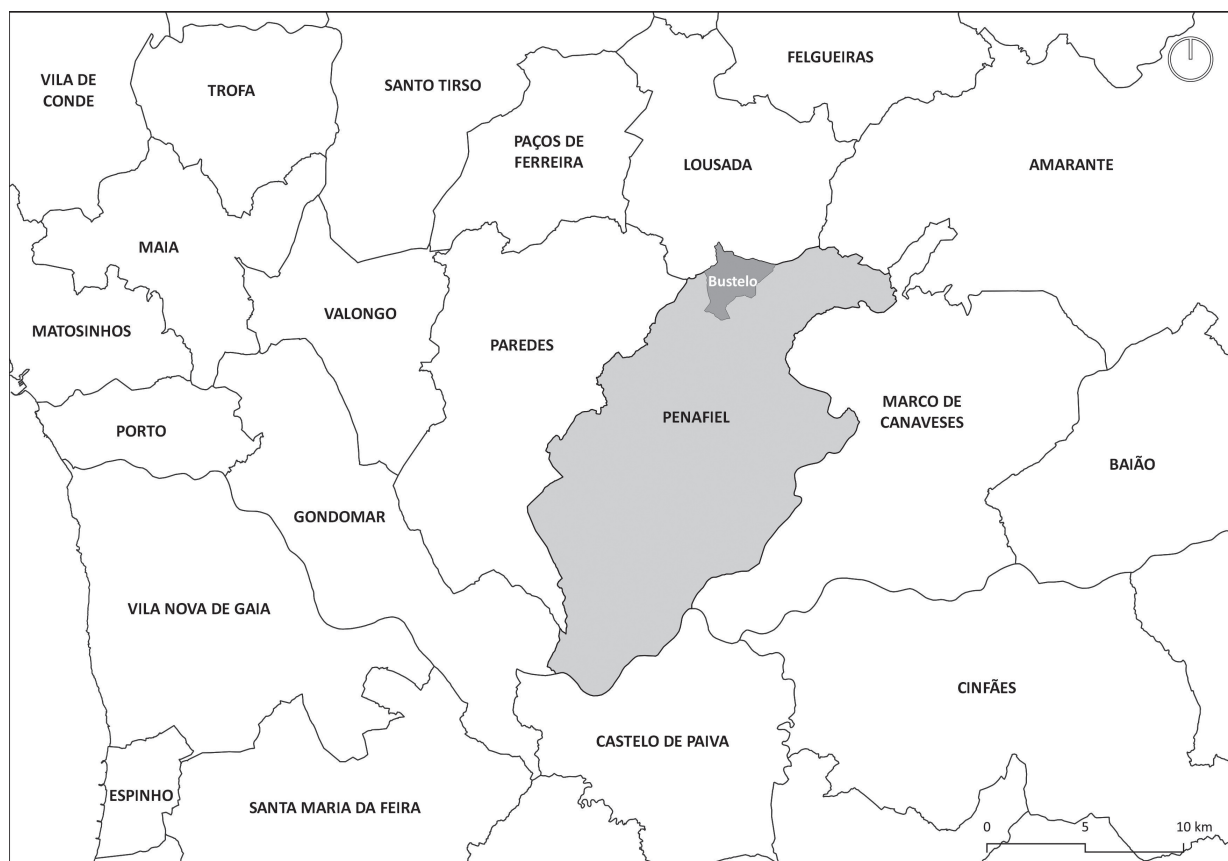 VILA DE
CONDE
TROFA
SANTO TIRSO
FELGUEIRAS
PAÇOS DE
FERREIRA
LOUSADA
AMARANTE
MAIA
Bustelo
VALONGO
MATOSINHOS
PAREDES
MARCO DE
CANAVESES
PENAFIEL
PORTO
BAIÃO
GONDOMAR
VILA NOVA DE GAIA
CINFÃES
CASTELO DE PAIVA
ESPINHO
SANTA MARIA DA FEIRA
0 5 10 km